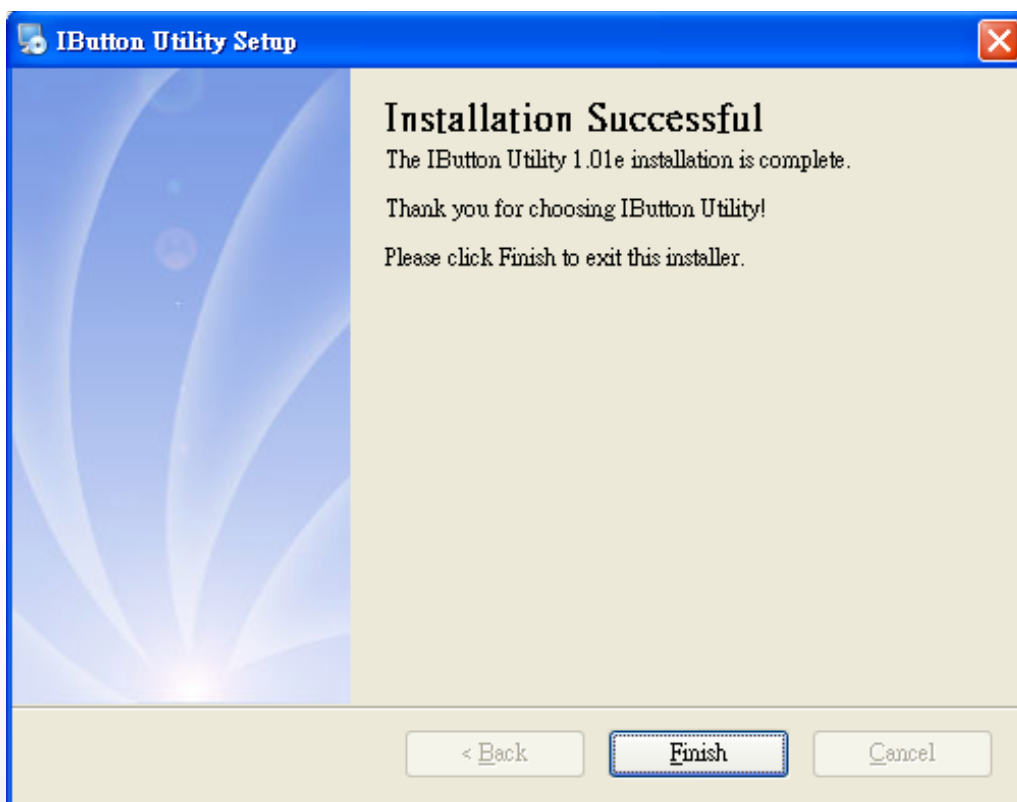 IButton Utility Setup
Installation Successful
The IButton Utility 1.01e installation is complete.
Thank you for choosing IButton Utility!
Please click Finish to exit this installer.
< Back
Finish
Cancel